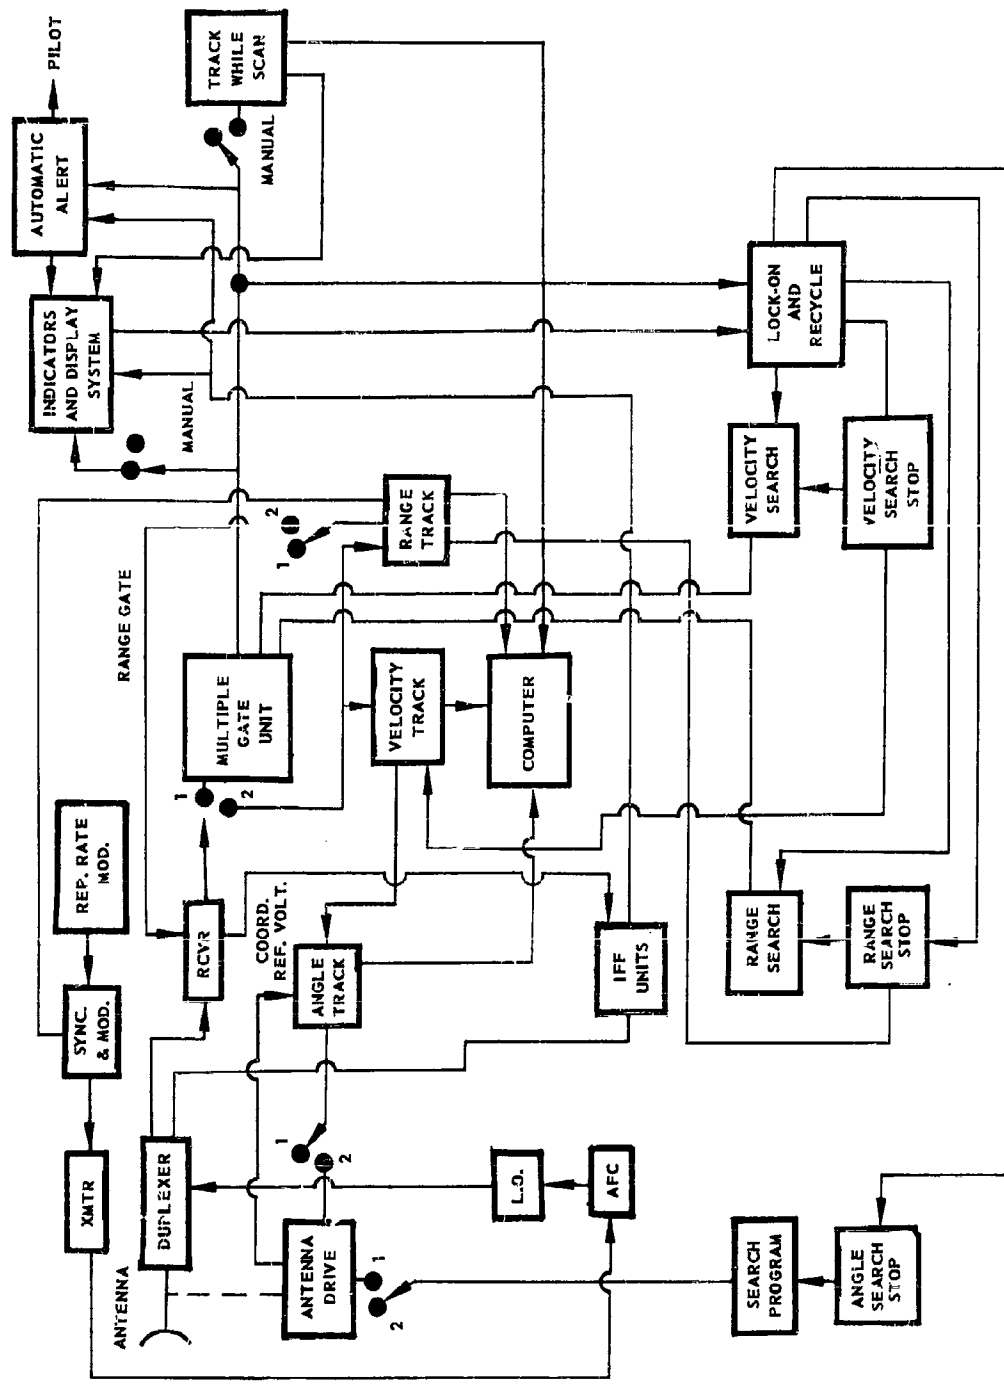 ANTENNA
XMTR
SYNC.
& MOD.
REP. RATE
MOD.
RANGE GATE
MANUAL
INDICATORS
AND DISPLAY
SYSTEM
AUTOMATIC
ALERT
PILOT
DUPLEXER
RCVR
1
2
MULTIPLE
GATE
UNIT
MANUAL
TRACK
WHILE
SCAN
ANTENNA
DRIVE
1
2
1
2
COORD.
REF. VOLT.
ANGLE
TRACK
VELOCITY
TRACK
1
2
RANGE
TRACK
L.O.
AFC
IFF
UNITS
COMPUTER
SEARCH
PROGRAM
ANGLE
SEARCH
STOP
RANGE
SEARCH
RANGE
SEARCH
STOP
VELOCITY
SEARCH
VELOCITY
SEARCH
STOP
LOCK-ON
AND
RECYCLE